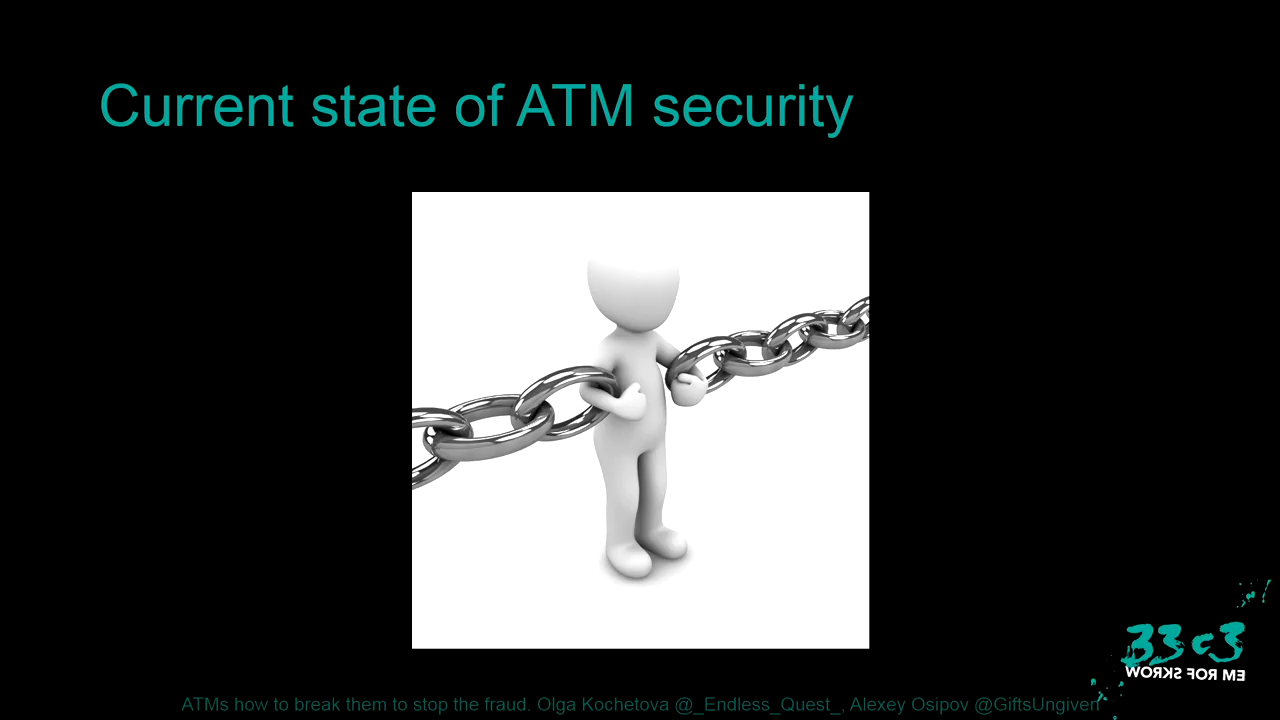 Current state of ATM security
33c3
WORKS FOR ME
ATMs how to break them to stop the fraud. Olga Kochetova @_Endless_Quest_, Alexey Osipov @GiftsUngiven